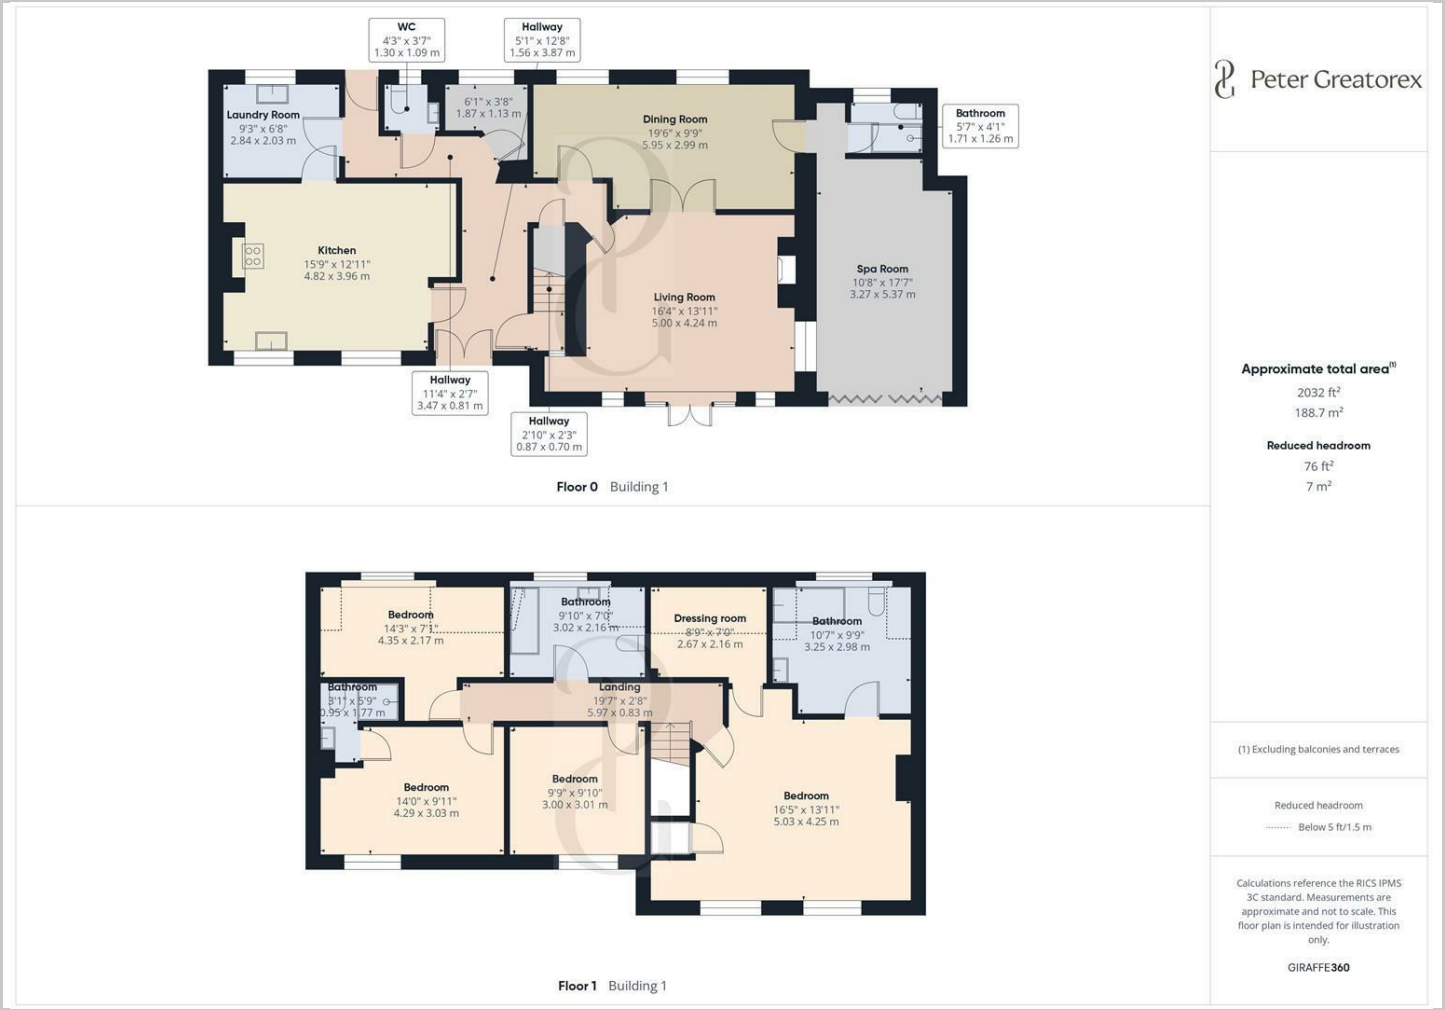 WC
4'3" x 3'7"
1.30 x 1.09 m
Hallway
5'1" x 12'8"
1.56 x 3.87 m
Laundry Room
9'3" x 6'8"
2.84 x 2.03 m
6'1" x 3'8"
1.87 x 1.13 m
Dining Room
19'6" x 9'9"
5.95 x 2.99 m
Bathroom
5'7" x 4'1"
1.71 x 1.26 m
Kitchen
15'9" x 12'11"
4.82 x 3.96 m
Living Room
16'4" x 13'11"
5.00 x 4.24 m
Spa Room
10'8" x 17'7"
3.27 x 5.37 m
Hallway
11'4" x 2'7"
3.47 x 0.81 m
Hallway
2'10" x 2'3"
0.87 x 0.70 m
Floor 0 Building 1
Bedroom
14'3" x 7'1"
4.35 x 2.17 m
Bathroom
9'10" x 7'0"
3.02 x 2.16 m
Dressing room
8'9" x 7'0"
2.67 x 2.16 m
Bathroom
10'7" x 9'9"
3.25 x 2.98 m
Bathroom
3'1" x 5'9"
0.95 x 1.77 m
Landing
19'7" x 2'8"
5.97 x 0.83 m
Bedroom
14'0" x 9'11"
4.29 x 3.03 m
Bedroom
9'9" x 9'10"
3.00 x 3.01 m
Bedroom
16'5" x 13'11"
5.03 x 4.25 m
Floor 1 Building 1
Peter Greatorex
Approximate total area(1)
2032 ft²
188.7 m²
Reduced headroom
76 ft²
7 m²
(1) Excluding balconies and terraces
Reduced headroom
Below 5 ft/1.5 m
Calculations reference the RICS IPMS
3C standard. Measurements are
approximate and not to scale. This
floor plan is intended for illustration
only.
GIRAFFE360